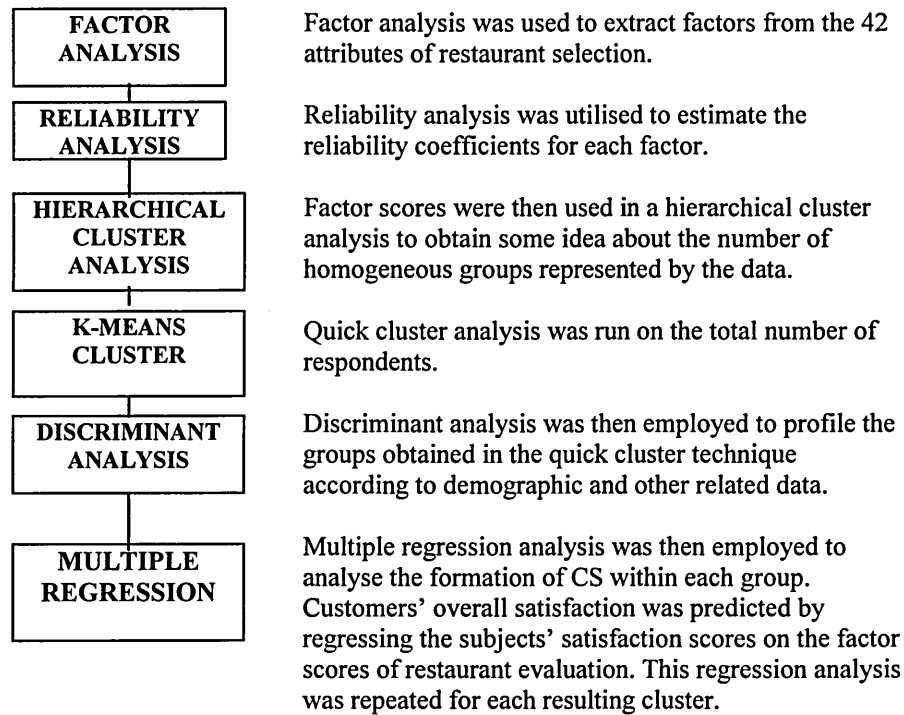 FACTOR
ANALYSIS
Factor analysis was used to extract factors from the 42
attributes of restaurant selection.
RELIABILITY
ANALYSIS
Reliability analysis was utilised to estimate the
reliability coefficients for each factor.
HIERARCHICAL
CLUSTER
ANALYSIS
Factor scores were then used in a hierarchical cluster
analysis to obtain some idea about the number of
homogeneous groups represented by the data.
K-MEANS
CLUSTER
Quick cluster analysis was run on the total number of
respondents.
DISCRIMINANT
ANALYSIS
Discriminant analysis was then employed to profile the
groups obtained in the quick cluster technique
according to demographic and other related data.
MULTIPLE
REGRESSION
Multiple regression analysis was then employed to
analyse the formation of CS within each group.
Customers’ overall satisfaction was predicted by
regressing the subjects’ satisfaction scores on the factor
scores of restaurant evaluation. This regression analysis
was repeated for each resulting cluster.